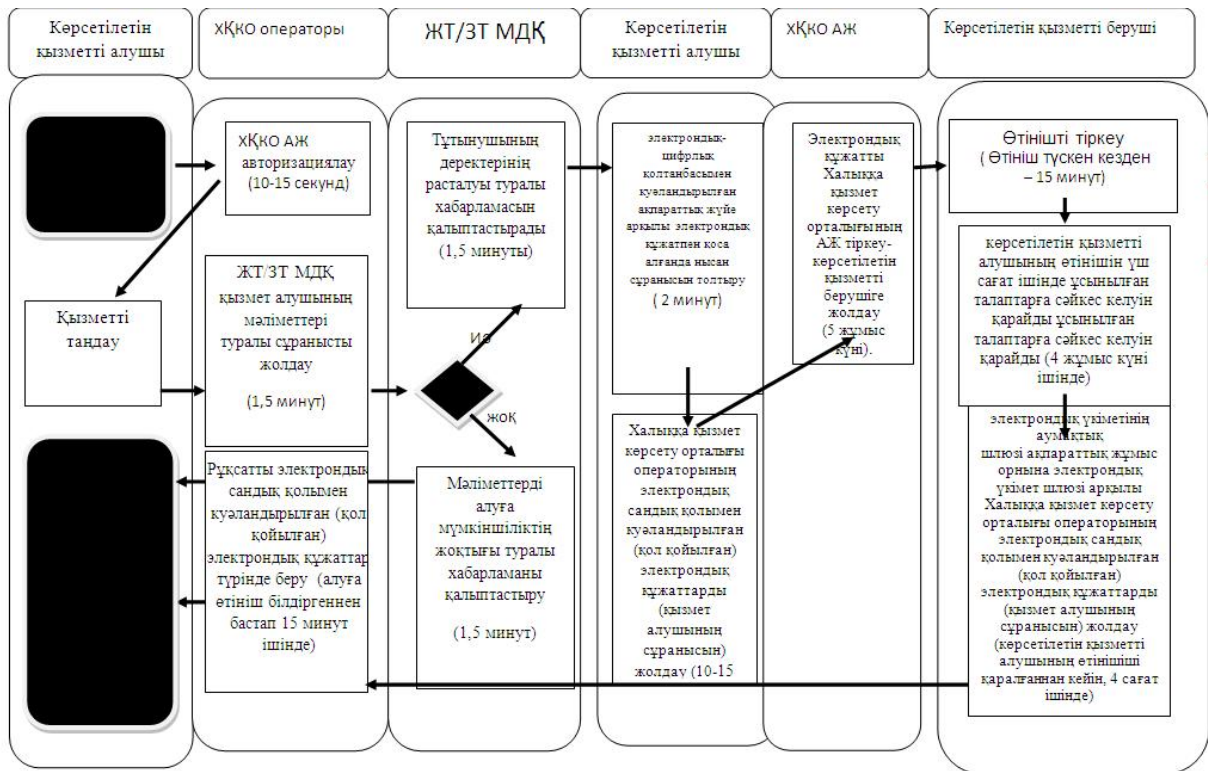 Көрсетілетін
қызметті алушы
ХҚКО операторы
ЖТ/ЗТ МДҚ
Көрсетілетін
қызметті алушы
ХҚКО АЖ
Көрсетілетін қызметті беруші
ХҚКО АЖ
авторизациялау
(10-15 секунд)
Қызметті
таңдау
ЖТ/ЗТ МДҚ
қызмет алушының
мәліметтері
туралы сұранысты
жолдау
(1,5 минут)
Рұқсатты электрондық
сандық қолымен
куәландырылған (қол
қойылған)
электрондық құжаттар
түрінде беру (алуға
өтініш білдіргеннен
бастап 15 минут
ішінде)
Тұтынушының
деректерінің
расталуы туралы
хабарламасын
қалыптастырады
(1,5 минуты)
Ио
жоқ
Мәліметтерді
алуға
мүмкіншіліктің
жоқтығы туралы
хабарламаны
қалыптастыру
(1,5 минут)
электрондық-
цифрлық
қолтанбасымен
куәландырылған
ақпараттық жүйе
арқылы электрондық
құжатпен қоса
алғанда нысан
сұранысын толтыру
( 2 минут)
Халыққа қызмет
көрсету орталығы
операторының
электрондық
сандық қолымен
куәландырылған
(қол қойылған)
электрондық
құжаттарды
(қызмет
алушының
сұранысын)
жолдау (10-15
Электрондық
құжатты
Халыққа
қызмет
көрсету
орталығының
АЖ тіркеу-
көрсетілетін
қызметті
берушіге
жолдау
(5 жұмыс
күні).
Өтінішті тіркеу
( Өтініш түскен кезден
– 15 минут)
көрсетілетін қызметті
алушының өтінішін үш
сағат ішінде ұсынылған
талаптарға сәйкес келуін
қарайды ұсынылған
талаптарға сәйкес келуін
қарайды (4 жұмыс күні
ішінде)
электрондық үкіметінің
аумақтық
шлюзі ақпараттық жұмыс
орнына электрондық
үкімет шлюзі арқылы
Халыққа қызмет көрсету
орталығы операторының
электрондық сандық
қолымен куәландырылған
(қол қойылған)
электрондық құжаттарды
(қызмет алушының
сұранысын) жолдау
(көрсетілетін қызметті
алушының өтінішіші
қаралғаннан кейін, 4 сағат
ішінде)